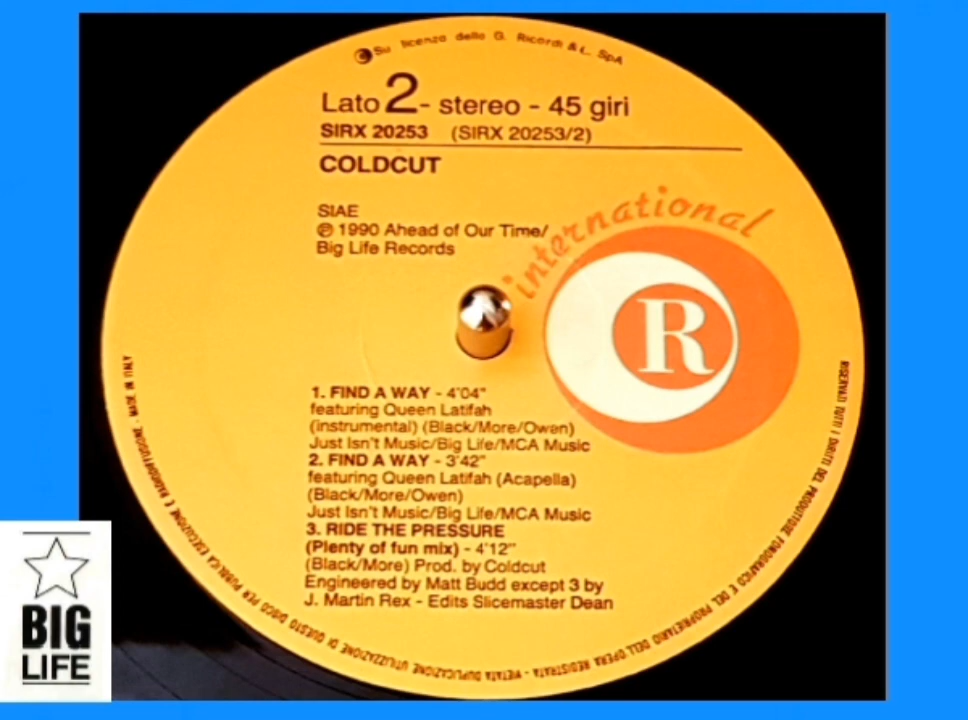 Su licenza della G. Ricordi & C. SpA
Lato 2 - stereo - 45 giri
SIRX 20253 (SIRX 20253/2)
COLDCUT
SIAE
℗ 1990 Ahead of Our Time/
Big Life Records
international
R
1. FIND A WAY - 4'04"
featuring Queen Latifah
(instrumental) (Black/More/Owen)
Just Isn't Music/Big Life/MCA Music
2. FIND A WAY - 3'42"
featuring Queen Latifah (Acapella)
(Black/More/Owen)
Just Isn't Music/Big Life/MCA Music
3. RIDE THE PRESSURE
(Plenty of fun mix) - 4'12"
(Black/More) Prod. by Coldcut
Engineered by Matt Budd except 3 by
J. Martin Rex - Edits Slicemaster Dean
RISERVATI TUTTI I DIRITTI DEL PRODUTTORE FONOGRAFICO E DEL PROPRIETARIO DELL'OPERA REGISTRATA - VIETATA DUPLICAZIONE UTILIZZAZIONE DI QUESTO DISCO PER PUBBLICA ESECUZIONE E RADIODIFFUSIONE - MADE IN ITALY
BIG
LIFE